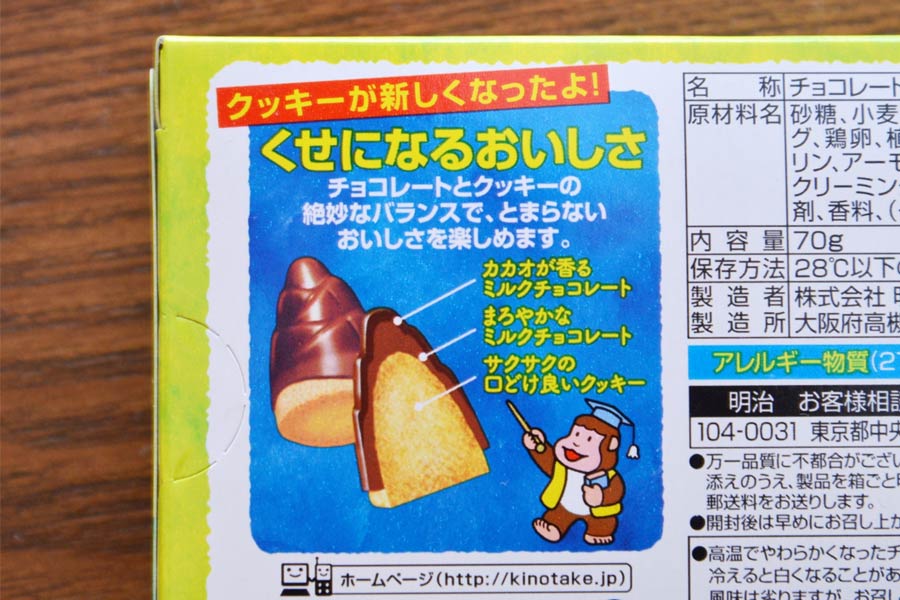 クッキーが新しくなったよ!
くせになるおいしさ
チョコレートとクッキーの
絶妙なバランスで、とまらない
おいしさを楽しめます。
カカオが香る
ミルクチョコレート
まろやかな
ミルクチョコレート
サクサクの
口どけ良いクッキー
ホームページ(http://kinotake.jp)
名 称 チョコレート
原材料名 砂糖、小麦
グ、鶏卵、植
リン、アーモ
クリーミン
剤、香料、(
内容量 70g
保存方法 28℃以下
製造者 株式会社 明
製造所 大阪府高槻
アレルギー物質(27
明治 お客様相談
104-0031 東京都中央
●万一品質に不都合がござい
添えのうえ、製品を箱ごと明
郵送料をお送りします。
●開封後は早めにお召し上が
●高温でやわらかくなったチ
冷えると白くなることがあ
風味は劣りますが、お召し